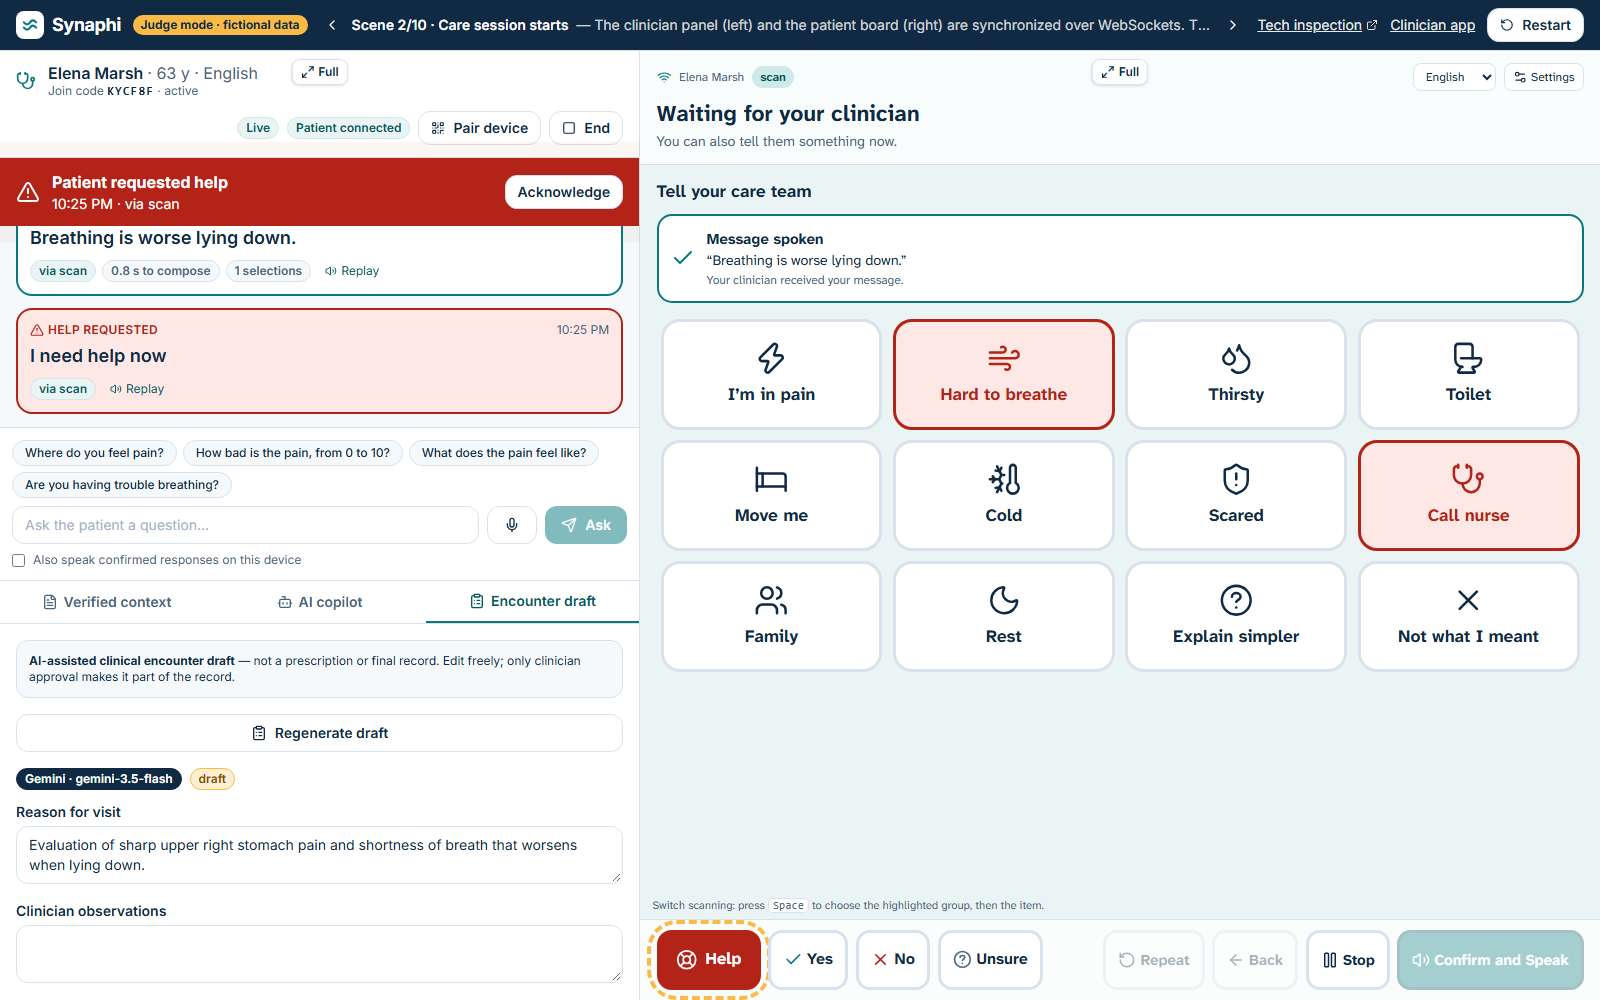 Synaphi
Judge mode · fictional data
Scene 2/10 · Care session starts — The clinician panel (left) and the patient board (right) are synchronized over WebSockets. T...
Tech inspection
Clinician app
Restart
Elena Marsh · 63 y · English
Join code KYCF8F · active
Full
Live
Patient connected
Pair device
End
Patient requested help
10:25 PM · via scan
Acknowledge
Breathing is worse lying down.
via scan
0.8 s to compose
1 selections
Replay
HELP REQUESTED
10:25 PM
I need help now
via scan
Replay
Where do you feel pain?
How bad is the pain, from 0 to 10?
What does the pain feel like?
Are you having trouble breathing?
Ask the patient a question...
Ask
Also speak confirmed responses on this device
Verified context
AI copilot
Encounter draft
AI-assisted clinical encounter draft — not a prescription or final record. Edit freely; only clinician
approval makes it part of the record.
Regenerate draft
Gemini · gemini-3.5-flash
draft
Reason for visit
Evaluation of sharp upper right stomach pain and shortness of breath that worsens
when lying down.
Clinician observations
Elena Marsh
scan
Full
English
Settings
Waiting for your clinician
You can also tell them something now.
Tell your care team
Message spoken
“Breathing is worse lying down.”
Your clinician received your message.
I’m in pain
Hard to breathe
Thirsty
Toilet
Move me
Cold
Scared
Call nurse
Family
Rest
Explain simpler
Not what I meant
Switch scanning: press Space to choose the highlighted group, then the item.
Help
Yes
No
Unsure
Repeat
Back
Stop
Confirm and Speak